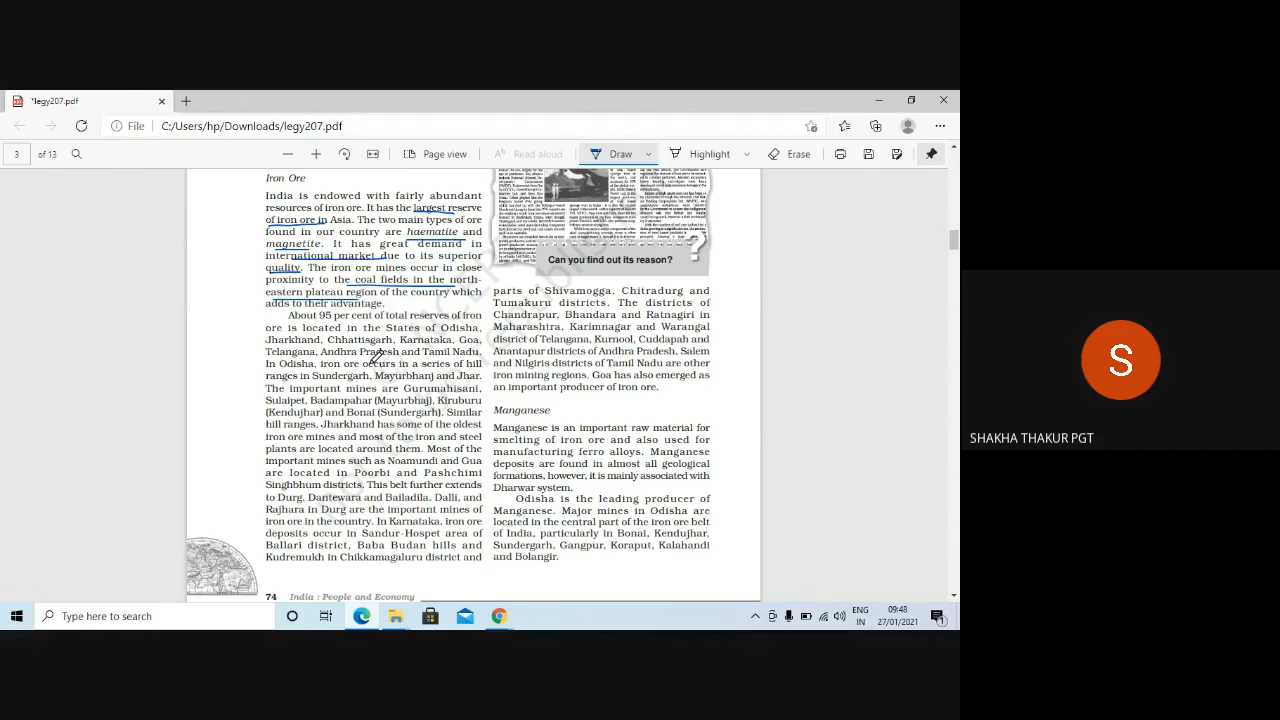 *legy207.pdf
File C:/Users/hp/Downloads/legy207.pdf
3 of 13 Page view Read aloud Draw Highlight Erase
Iron Ore
India is endowed with fairly abundant
resources of iron ore. It has the largest reserve
of iron ore in Asia. The two main types of ore
found in our country are haematite and
magnetite. It has great demand in
international market due to its superior
quality. The iron ore mines occur in close
proximity to the coal fields in the north-
eastern plateau region of the country which
adds to their advantage.
About 95 per cent of total reserves of iron
ore is located in the States of Odisha,
Jharkhand, Chhattisgarh, Karnataka, Goa,
Telangana, Andhra Pradesh and Tamil Nadu.
In Odisha, iron ore occurs in a series of hill
ranges in Sundergarh, Mayurbhanj and Jhar.
The important mines are Gurumahisani,
Sulaipet, Badampahar (Mayurbhaj), Kiruburu
(Kendujhar) and Bonai (Sundergarh). Similar
hill ranges, Jharkhand has some of the oldest
iron ore mines and most of the iron and steel
plants are located around them. Most of the
important mines such as Noamundi and Gua
are located in Poorbi and Pashchimi
Singhbhum districts. This belt further extends
to Durg, Dantewara and Bailadila. Dalli, and
Rajhara in Durg are the important mines of
iron ore in the country. In Karnataka, iron ore
deposits occur in Sandur-Hospet area of
Ballari district, Baba Budan hills and
Kudremukh in Chikkamagaluru district and
Can you find out its reason?
?
parts of Shivamogga, Chitradurg and
Tumakuru districts. The districts of
Chandrapur, Bhandara and Ratnagiri in
Maharashtra, Karimnagar and Warangal
district of Telangana, Kurnool, Cuddapah and
Anantapur districts of Andhra Pradesh, Salem
and Nilgiris districts of Tamil Nadu are other
iron mining regions. Goa has also emerged as
an important producer of iron ore.
Manganese
Manganese is an important raw material for
smelting of iron ore and also used for
manufacturing ferro alloys. Manganese
deposits are found in almost all geological
formations, however, it is mainly associated with
Dharwar system.
Odisha is the leading producer of
Manganese. Major mines in Odisha are
located in the central part of the iron ore belt
of India, particularly in Bonai, Kendujhar,
Sundergarh, Gangpur, Koraput, Kalahandi
and Bolangir.
74 India : People and Economy
Type here to search
ENG
IN
09:48
27/01/2021
S
SHAKHA THAKUR PGT